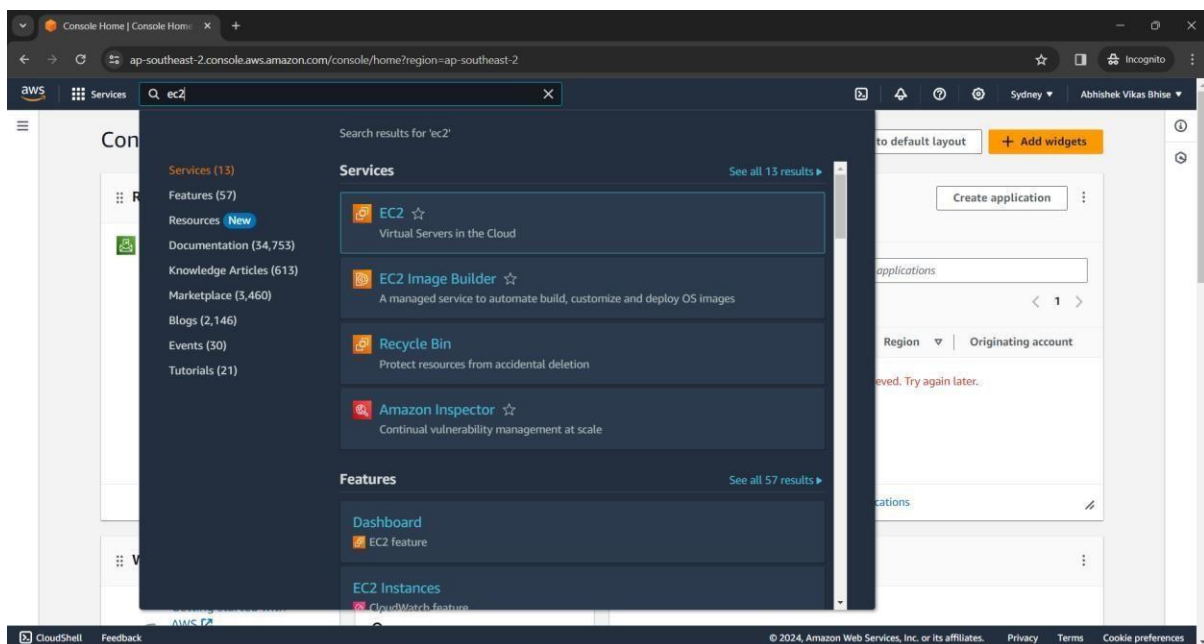 Console Home | Console Home
ap-southeast-2.console.aws.amazon.com/console/home?region=ap-southeast-2
Incognito
aws
Services
ec2
Sydney
Abhishek Vikas Bhise
Con
to default layout
+ Add widgets
Search results for 'ec2'
Services (13)
Features (57)
Resources New
Documentation (34,753)
Knowledge Articles (613)
Marketplace (3,460)
Blogs (2,146)
Events (30)
Tutorials (21)
Services
See all 13 results
EC2
Virtual Servers in the Cloud
EC2 Image Builder
A managed service to automate build, customize and deploy OS images
Recycle Bin
Protect resources from accidental deletion
Amazon Inspector
Continual vulnerability management at scale
Features
See all 57 results
Dashboard
EC2 feature
EC2 Instances
CloudWatch feature
R
Create application
applications
1
Region
Originating account
eved. Try again later.
cations
W
AWS
CloudShell
Feedback
© 2024, Amazon Web Services, Inc. or its affiliates.
Privacy
Terms
Cookie preferences